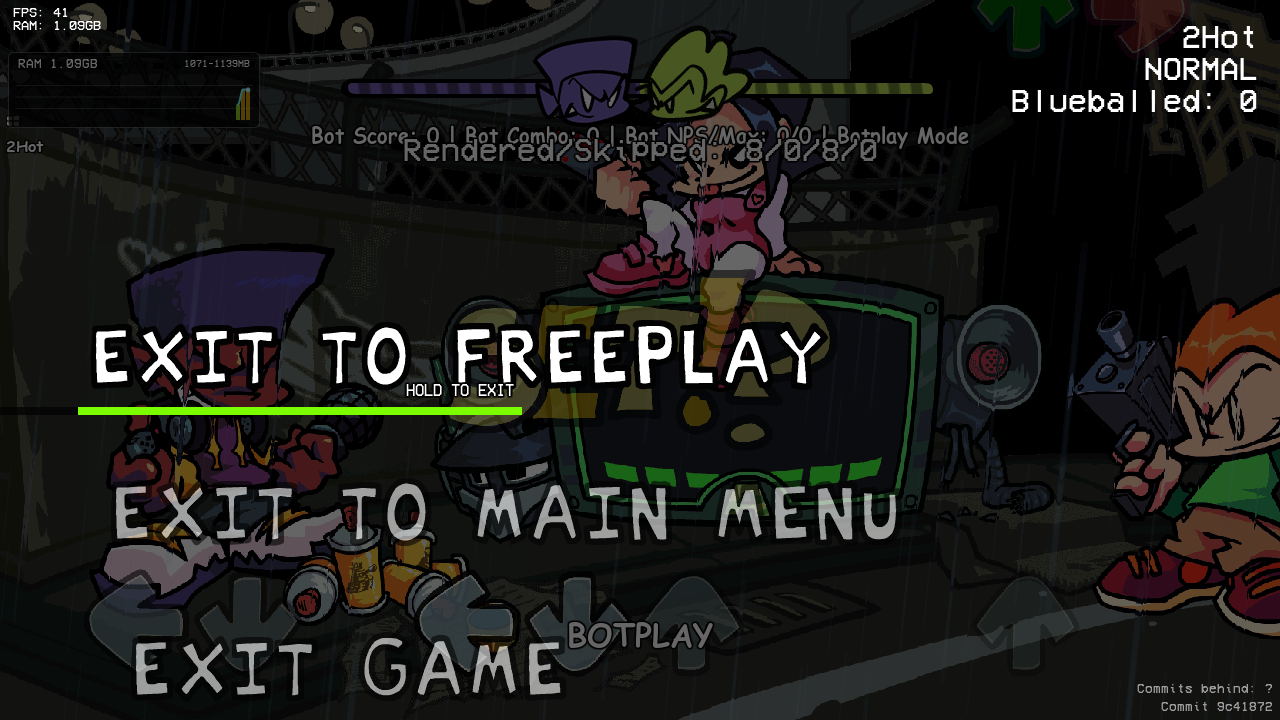 FPS: 41
RAM: 1.09GB
RAM 1.09GB
1071-1139MB
2Hot
2Hot
NORMAL
Blueballed: 0
Bot Score: 0 | Bot Combo: 0 | Bot NPS/Max: 0/0 | Botplay Mode
Rendered/Skipped: 8/0/8/0
EXIT TO FREEPLAY
HOLD TO EXIT
EXIT TO MAIN MENU
BOTPLAY
EXIT GAME
Commits behind: ?
Commit 9c41872